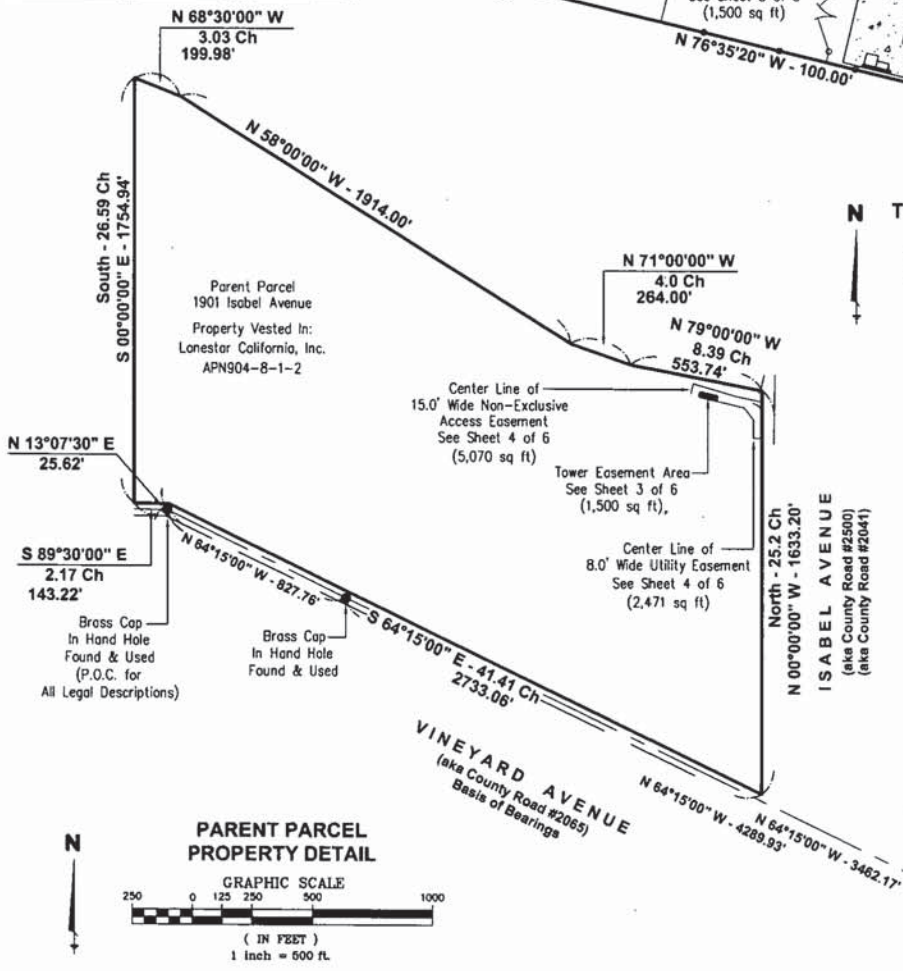 N 68°30'00" W
3.03 Ch
199.98'
(1,500 sq ft)
N 76°35'20" W - 100.00'
N 58°00'00" W - 1914.00'
South - 26.59 Ch
S 00°00'00" E - 1754.94'
Parent Parcel
1901 Isabel Avenue
Property Vested In:
Lonestar California, Inc.
APN904-8-1-2
N
T
N 71°00'00" W
4.0 Ch
264.00'
N 79°00'00" W
8.39 Ch
553.74'
Center Line of
15.0' Wide Non-Exclusive
Access Easement
See Sheet 4 of 6
(5,070 sq ft)
Tower Easement Area
See Sheet 3 of 6
(1,500 sq ft),
Center Line of
8.0' Wide Utility Easement
See Sheet 4 of 6
(2,471 sq ft)
North - 25.2 Ch
N 00°00'00" W - 1633.20'
ISABEL AVENUE
(aka County Road #2500)
(aka County Road #2041)
N 13°07'30" E
25.62'
S 89°30'00" E
2.17 Ch
143.22'
Brass Cap
In Hand Hole
Found & Used
(P.O.C. for
All Legal Descriptions)
N 64°15'00" W - 827.76'
Brass Cap
In Hand Hole
Found & Used
S 64°15'00" E - 41.41 Ch
2733.06'
VINEYARD AVENUE
(aka County Road #2065)
Basis of Bearings
N 64°15'00" W - 4289.93'
N 64°15'00" W - 3462.17'
N
PARENT PARCEL
PROPERTY DETAIL
GRAPHIC SCALE
250 0 125 250 500 1000
( IN FEET )
1 inch = 500 ft.